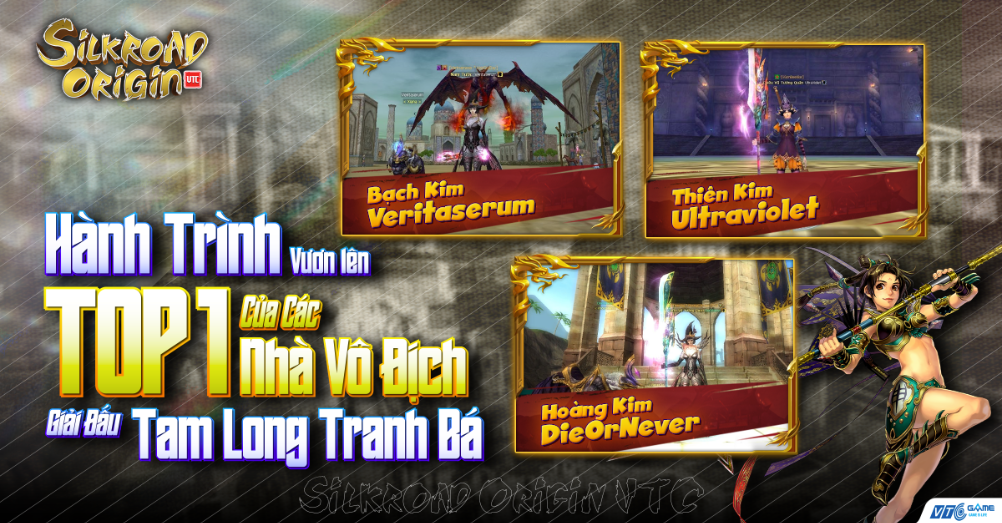 SILKROAD
ORIGIN VTC
Bạch Kim
Veritaserum
Thiên Kim
Ultraviolet
Hành Trình Vươn lên
TOP 1 Của Các
Nhà Vô Địch
Giải Đấu Tam Long Tranh Bá
Hoàng Kim
DieOrNever
SILKROAD ORIGIN VTC
VTC GAME